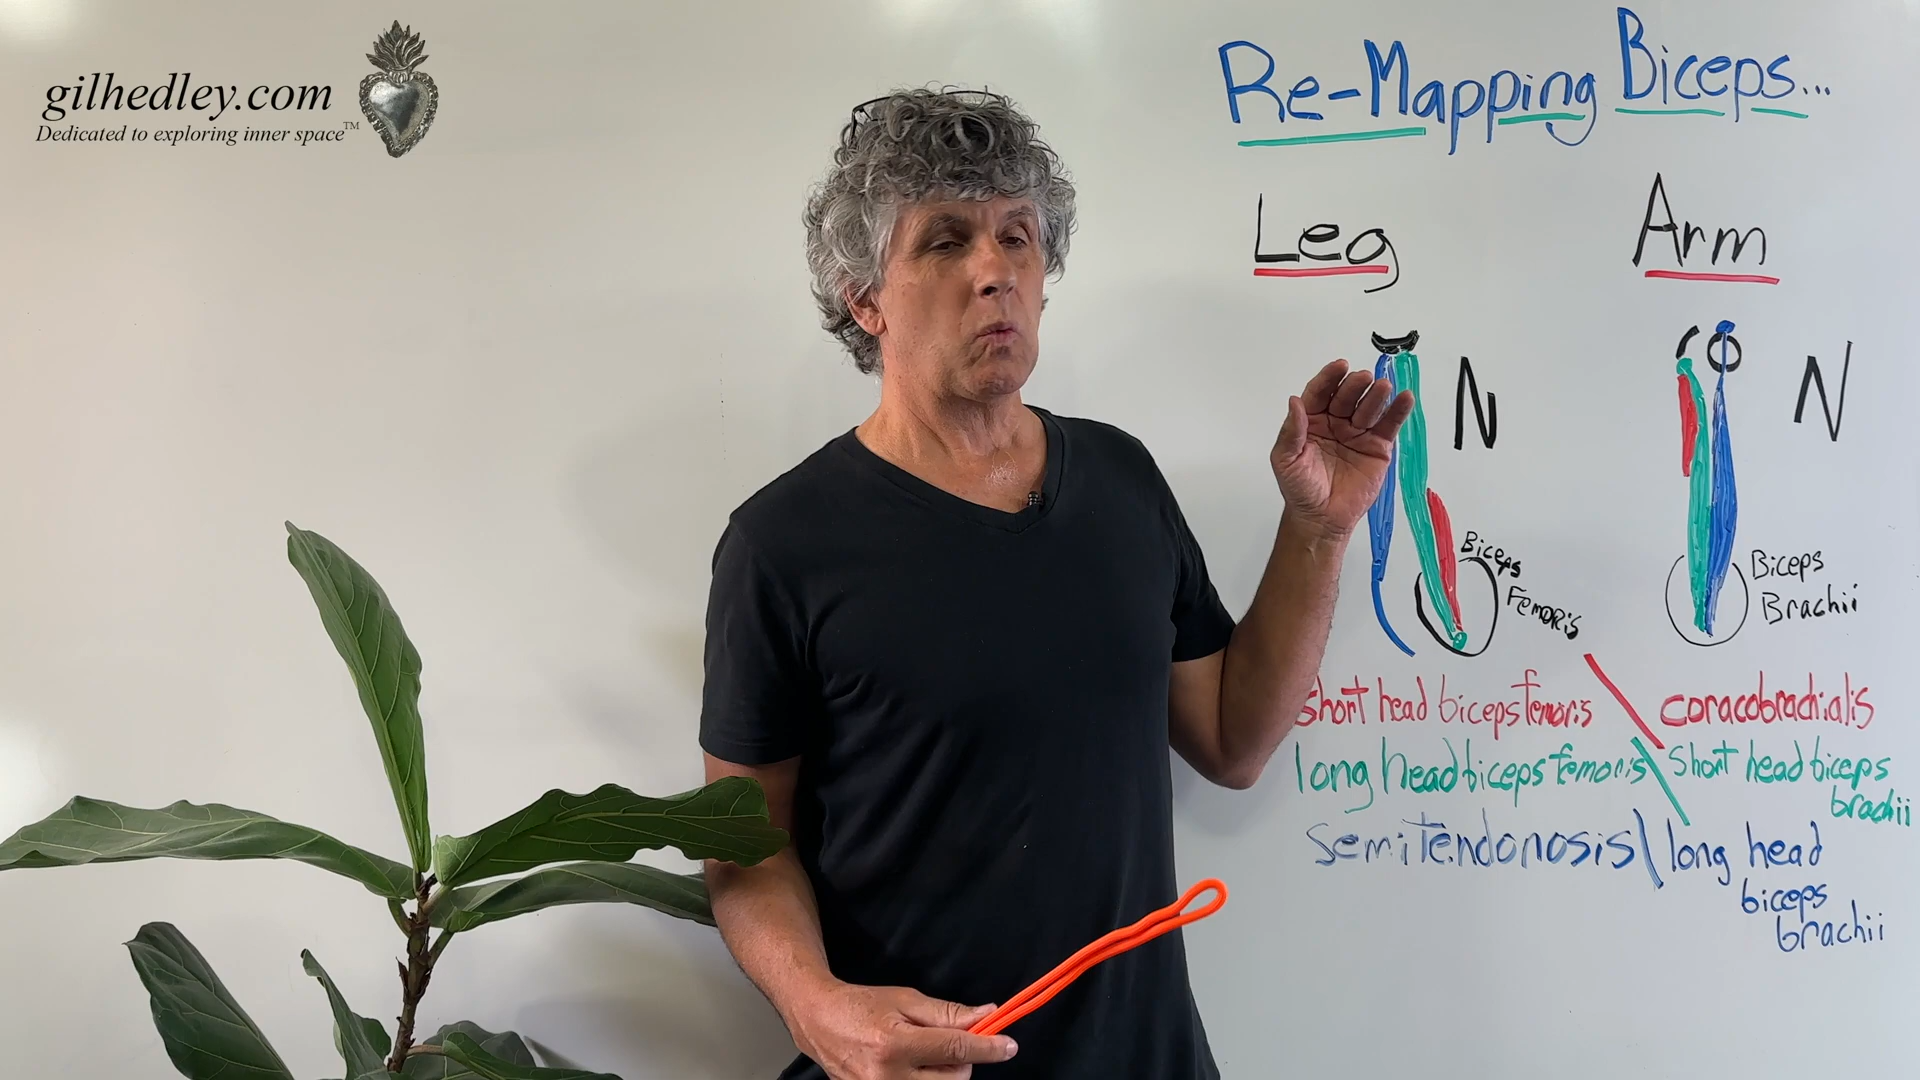 gilhedley.com
Dedicated to exploring inner space™
Re-Mapping Biceps...
Leg
Arm
N
N
Biceps
Femoris
Biceps
Brachii
short head biceps femoris \ coracobrachialis
long head biceps femoris \ short head biceps
brachii
semitendonosis \ long head
biceps
brachii